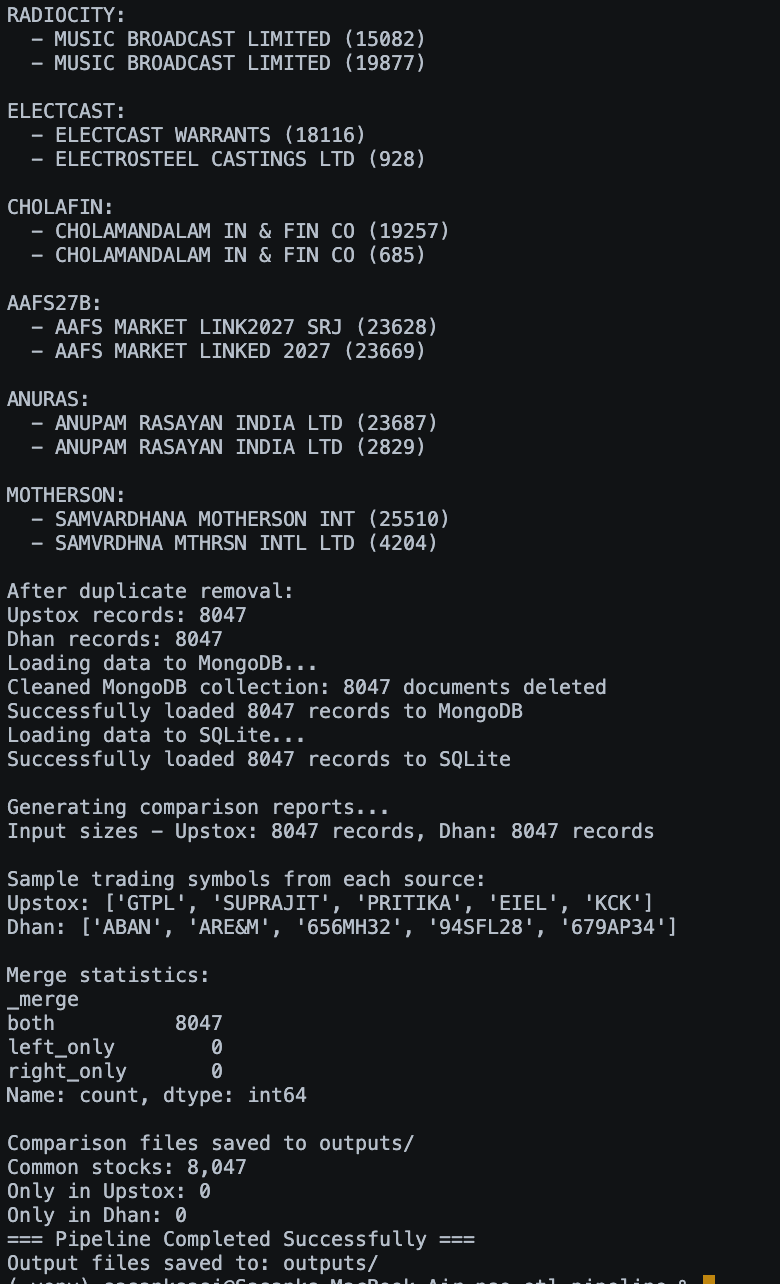 RADIOCITY:
  – MUSIC BROADCAST LIMITED (15082)
  – MUSIC BROADCAST LIMITED (19877)
ELECTCAST:
  – ELECTCAST WARRANTS (18116)
  – ELECTROSTEEL CASTINGS LTD (928)
CHOLAFIN:
  – CHOLAMANDALAM IN & FIN CO (19257)
  – CHOLAMANDALAM IN & FIN CO (685)
AAFS27B:
  – AAFS MARKET LINK2027 SRJ (23628)
  – AAFS MARKET LINKED 2027 (23669)
ANURAS:
  – ANUPAM RASAYAN INDIA LTD (23687)
  – ANUPAM RASAYAN INDIA LTD (2829)
MOTHERSON:
  – SAMVARDHANA MOTHERSON INT (25510)
  – SAMVRDHNA MTHRSN INTL LTD (4204)
After duplicate removal:
Upstox records: 8047
Dhan records: 8047
Loading data to MongoDB...
Cleaned MongoDB collection: 8047 documents deleted
Successfully loaded 8047 records to MongoDB
Loading data to SQLite...
Successfully loaded 8047 records to SQLite
Generating comparison reports...
Input sizes – Upstox: 8047 records, Dhan: 8047 records
Sample trading symbols from each source:
Upstox: ['GTPL', 'SUPRAJIT', 'PRITIKA', 'EIEL', 'KCK']
Dhan: ['ABAN', 'ARE&M', '656MH32', '94SFL28', '679AP34']
Merge statistics:
_merge
both          8047
left_only        0
right_only       0
Name: count, dtype: int64
Comparison files saved to outputs/
Common stocks: 8,047
Only in Upstox: 0
Only in Dhan: 0
=== Pipeline Completed Successfully ===
Output files saved to: outputs/